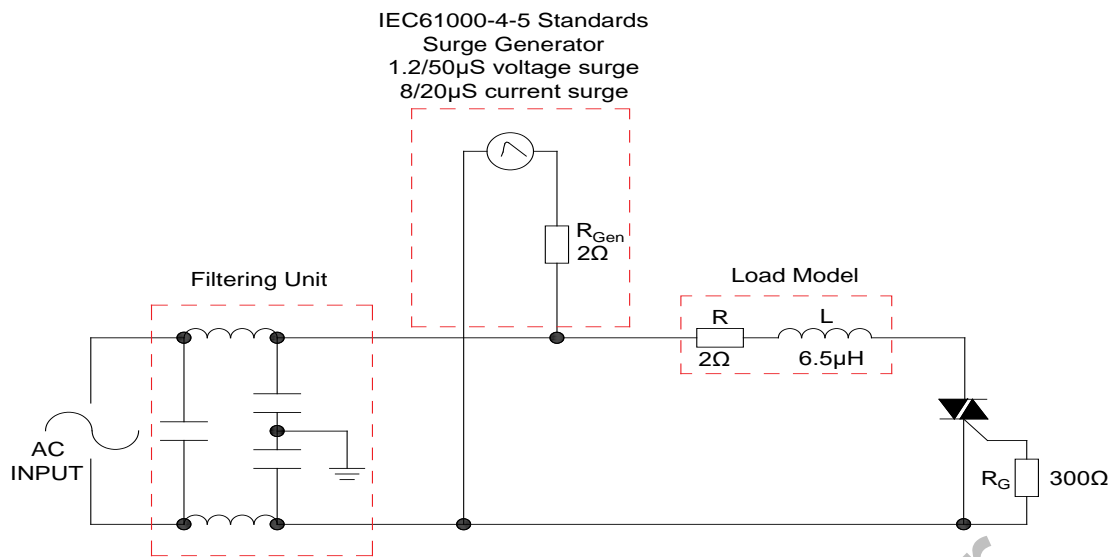 IEC61000-4-5 Standards
Surge Generator
1.2/50μS voltage surge
8/20μS current surge
R_Gen
2Ω
Filtering Unit
Load Model
R
L
2Ω
6.5μH
AC
INPUT
R_G
300Ω